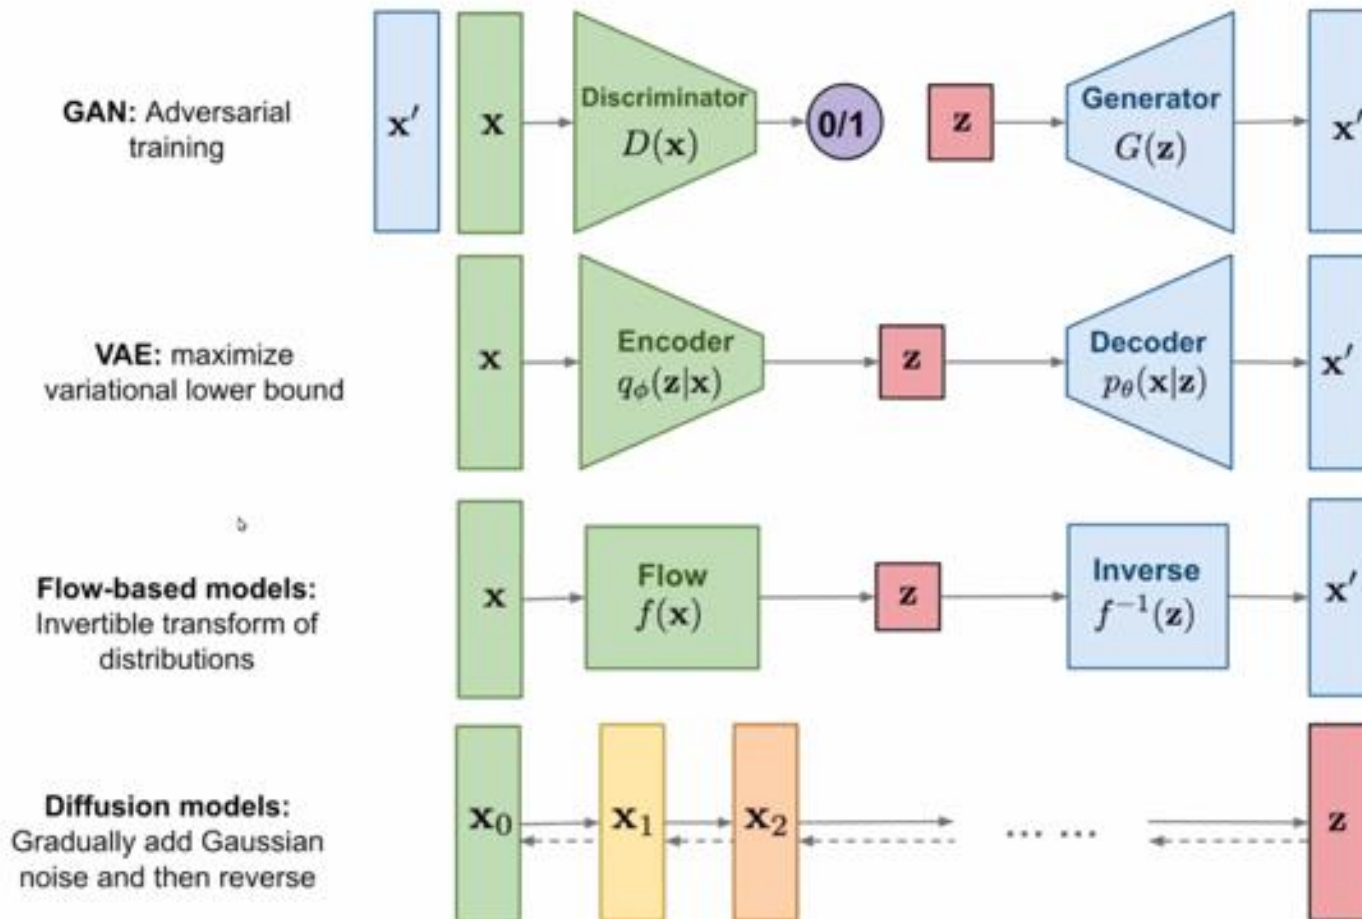 GAN: Adversarial
training
x′
x
Discriminator
D(x)
0/1
z
Generator
G(z)
x′
VAE: maximize
variational lower bound
x
Encoder
qϕ(z|x)
z
Decoder
pθ(x|z)
x′
Flow-based models:
Invertible transform of
distributions
x
Flow
f(x)
z
Inverse
f⁻¹(z)
x′
Diffusion models:
Gradually add Gaussian
noise and then reverse
x₀
x₁
x₂
... ...
z